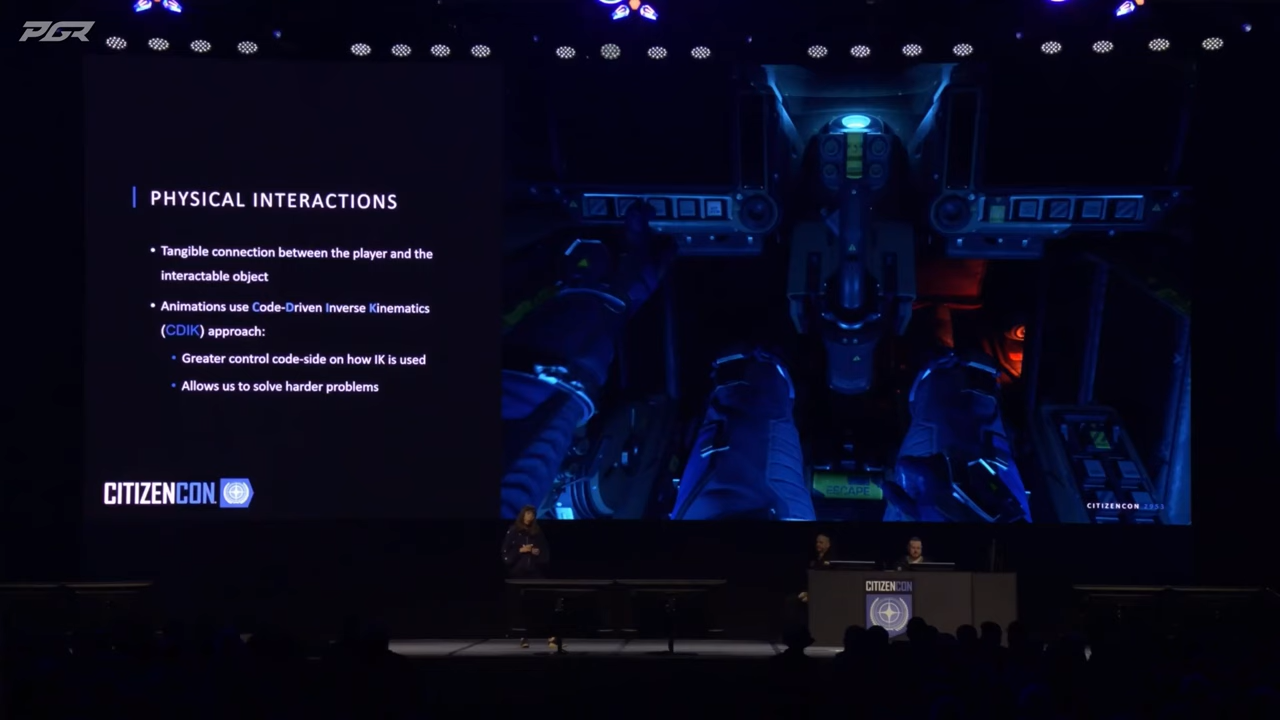 PGR
PHYSICAL INTERACTIONS
• Tangible connection between the player and the
interactable object
• Animations use Code-Driven Inverse Kinematics
(CDIK) approach:
• Greater control code-side on how IK is used
• Allows us to solve harder problems
ESCAPE
CITIZENCON
CITIZENCON 2953
CITIZENCON